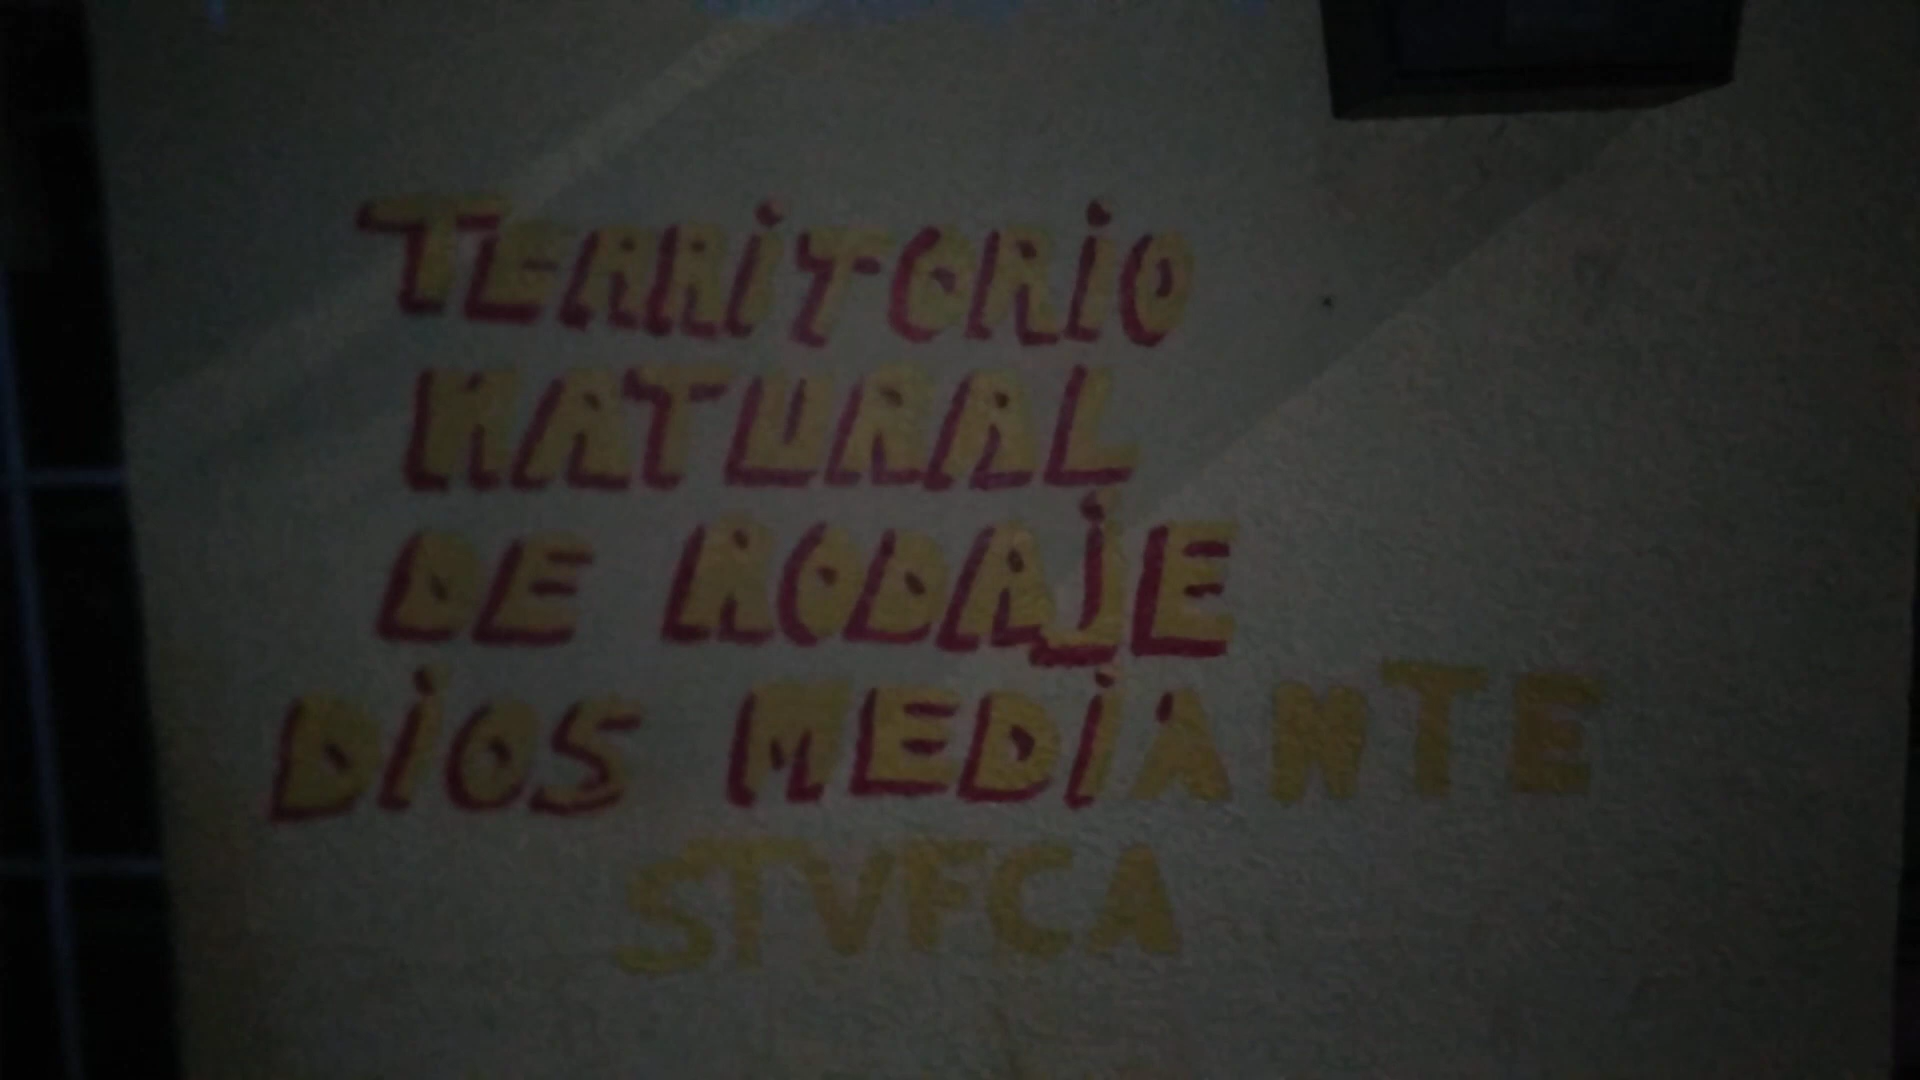 TERRiTORiO
NATURAL
DE RODAJE
DiOS MEDiANTE
STVFCA